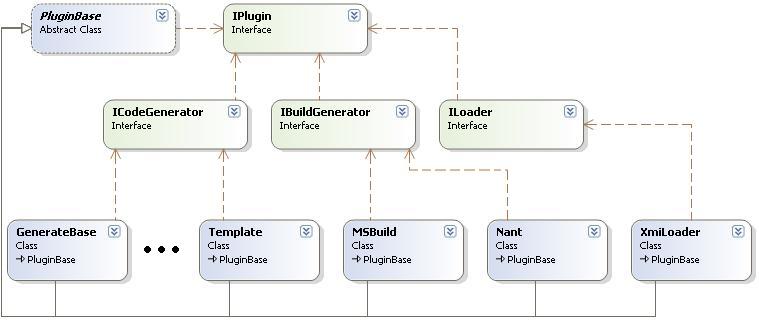 PluginBase
Abstract Class
IPlugin
Interface
ICodeGenerator
Interface
IBuildGenerator
Interface
ILoader
Interface
GenerateBase
Class
PluginBase
Template
Class
PluginBase
MSBuild
Class
PluginBase
Nant
Class
PluginBase
XmiLoader
Class
PluginBase